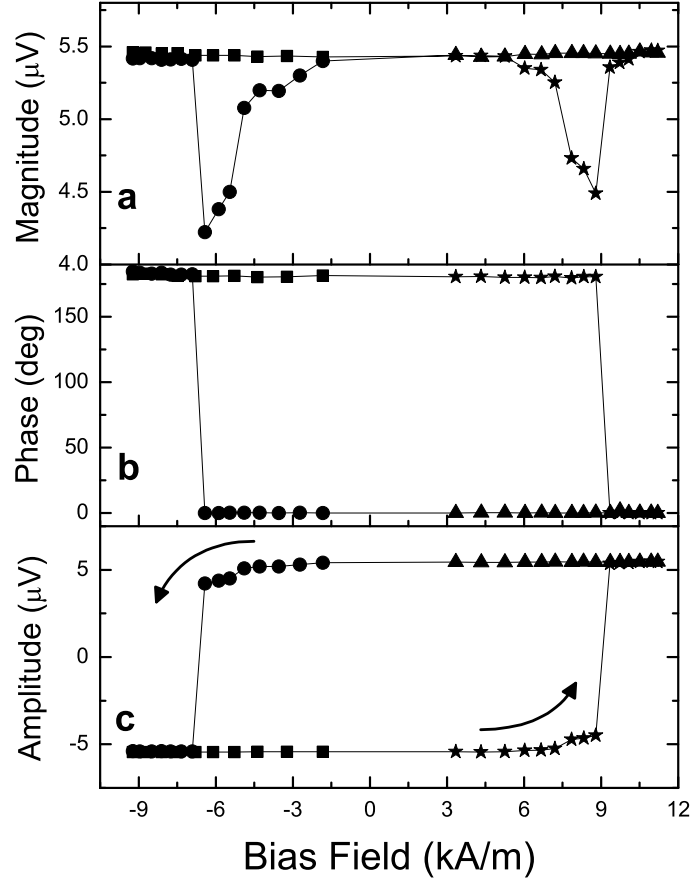 5.5
5.0
4.5
4.0
Magnitude (μV)
a
150
100
50
0
Phase (deg)
b
5
0
-5
Amplitude (μV)
c
-9 -6 -3 0 3 6 9 12
Bias Field (kA/m)